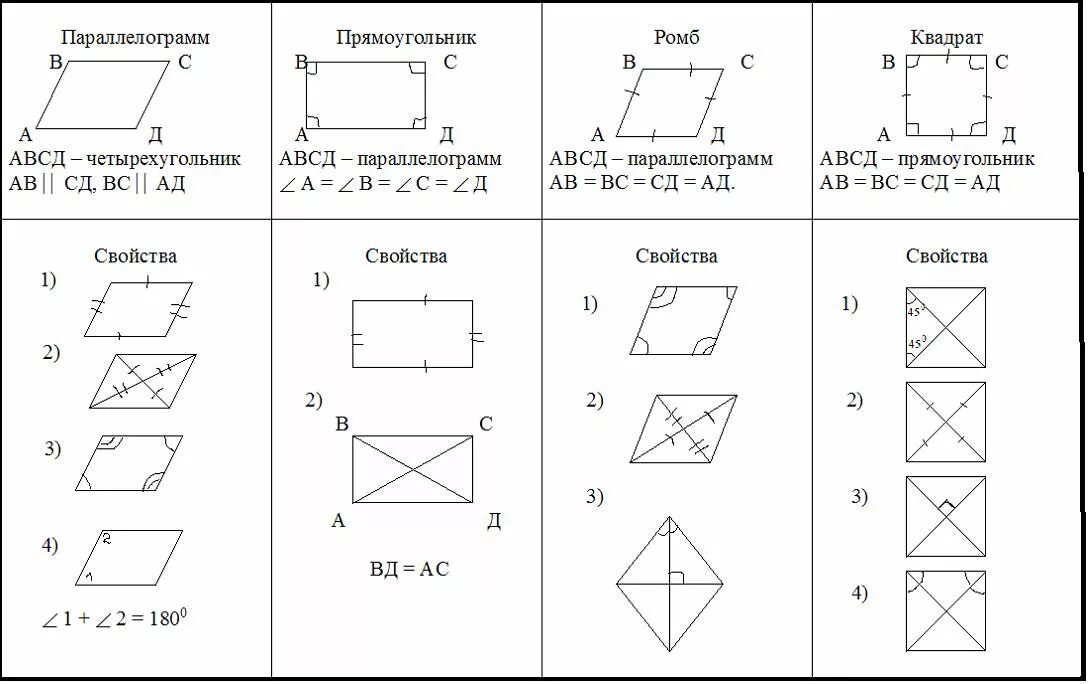 Параллелограмм
В С
А Д
АВСД – четырехугольник
АВ || СД, ВС || АД
Прямоугольник
В С
А Д
АВСД – параллелограмм
∠ А = ∠ В = ∠ С = ∠ Д
Ромб
В С
А Д
АВСД – параллелограмм
АВ = ВС = СД = АД.
Квадрат
В С
А Д
АВСД – прямоугольник
АВ = ВС = СД = АД
Свойства
1)
2)
3)
4)
2
1
∠ 1 + ∠ 2 = 180⁰
Свойства
1)
2)
В С
А Д
ВД = АС
Свойства
1)
2)
3)
Свойства
1)
45⁰
45⁰
2)
3)
4)